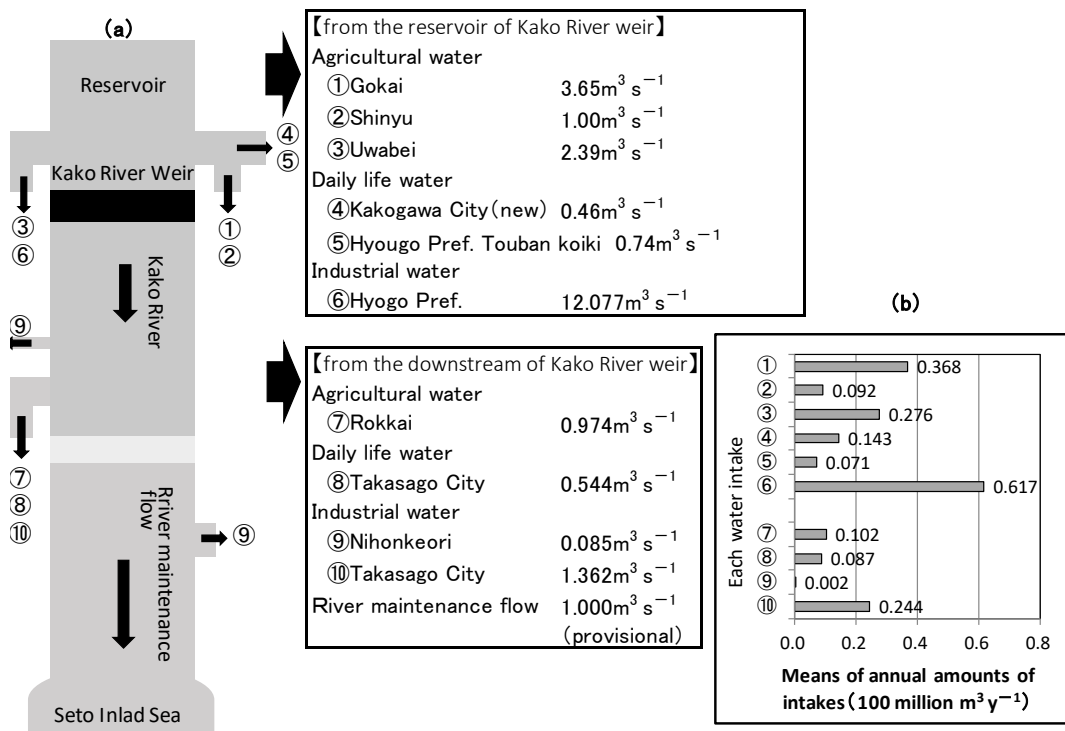 (a)
Reservoir
④
⑤
Kako River Weir
③
⑥
①
②
Kako River
⑨
⑦
⑧
⑩
Rriver maintenance
flow
⑨
Seto Inlad Sea
【from the reservoir of Kako River weir】
Agricultural water
①Gokai 3.65m³ s⁻¹
②Shinyu 1.00m³ s⁻¹
③Uwabei 2.39m³ s⁻¹
Daily life water
④Kakogawa City(new) 0.46m³ s⁻¹
⑤Hyougo Pref. Touban koiki 0.74m³ s⁻¹
Industrial water
⑥Hyogo Pref. 12.077m³ s⁻¹
【from the downstream of Kako River weir】
Agricultural water
⑦Rokkai 0.974m³ s⁻¹
Daily life water
⑧Takasago City 0.544m³ s⁻¹
Industrial water
⑨Nihonkeori 0.085m³ s⁻¹
⑩Takasago City 1.362m³ s⁻¹
River maintenance flow 1.000m³ s⁻¹
(provisional)
(b)
Each water intake
① 0.368
② 0.092
③ 0.276
④ 0.143
⑤ 0.071
⑥ 0.617
⑦ 0.102
⑧ 0.087
⑨ 0.002
⑩ 0.244
0.0 0.2 0.4 0.6 0.8
Means of annual amounts of
intakes(100 million m³ y⁻¹)